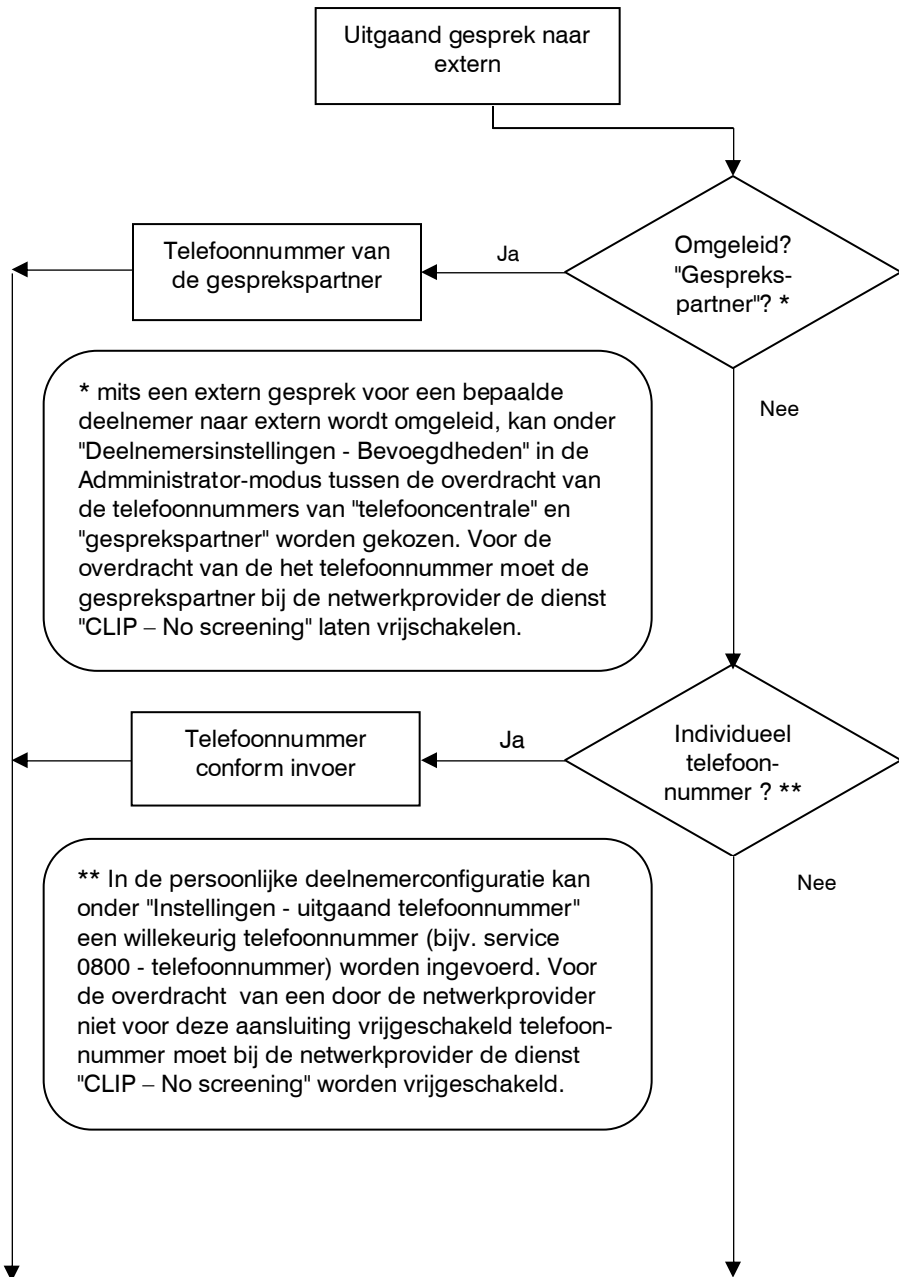 Uitgaand gesprek naar
extern
Omgeleid?
"Gespreks-
partner"? *
Ja
Telefoonnummer van
de gesprekspartner
Nee
* mits een extern gesprek voor een bepaalde
deelnemer naar extern wordt omgeleid, kan onder
"Deelnemersinstellingen - Bevoegdheden" in de
Admministrator-modus tussen de overdracht van
de telefoonnummers van "telefooncentrale" en
"gesprekspartner" worden gekozen. Voor de
overdracht van de het telefoonnummer moet de
gesprekspartner bij de netwerkprovider de dienst
"CLIP – No screening" laten vrijschakelen.
Individueel
telefoon-
nummer ? **
Ja
Telefoonnummer
conform invoer
Nee
** In de persoonlijke deelnemerconfiguratie kan
onder "Instellingen - uitgaand telefoonnummer"
een willekeurig telefoonnummer (bijv. service
0800 - telefoonnummer) worden ingevoerd. Voor
de overdracht van een door de netwerkprovider
niet voor deze aansluiting vrijgeschakeld telefoon-
nummer moet bij de netwerkprovider de dienst
"CLIP – No screening" worden vrijgeschakeld.